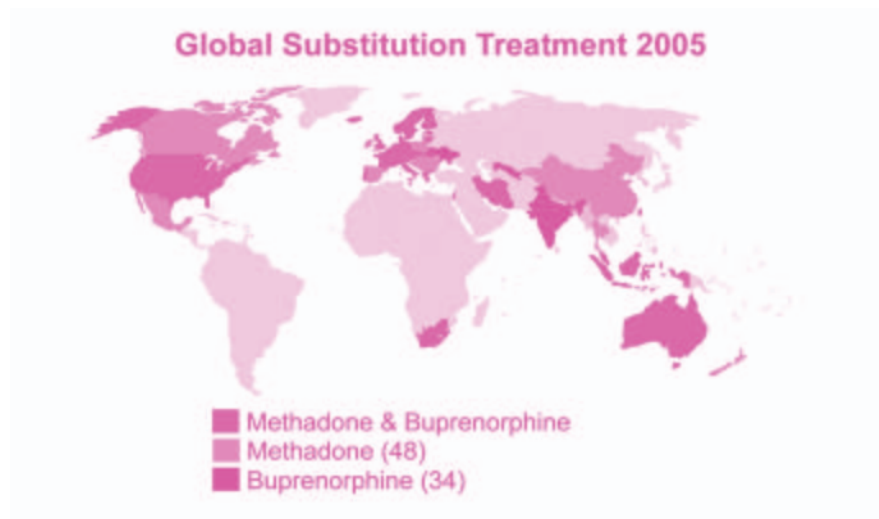 Global Substitution Treatment 2005
Methadone & Buprenorphine
Methadone (48)
Buprenorphine (34)